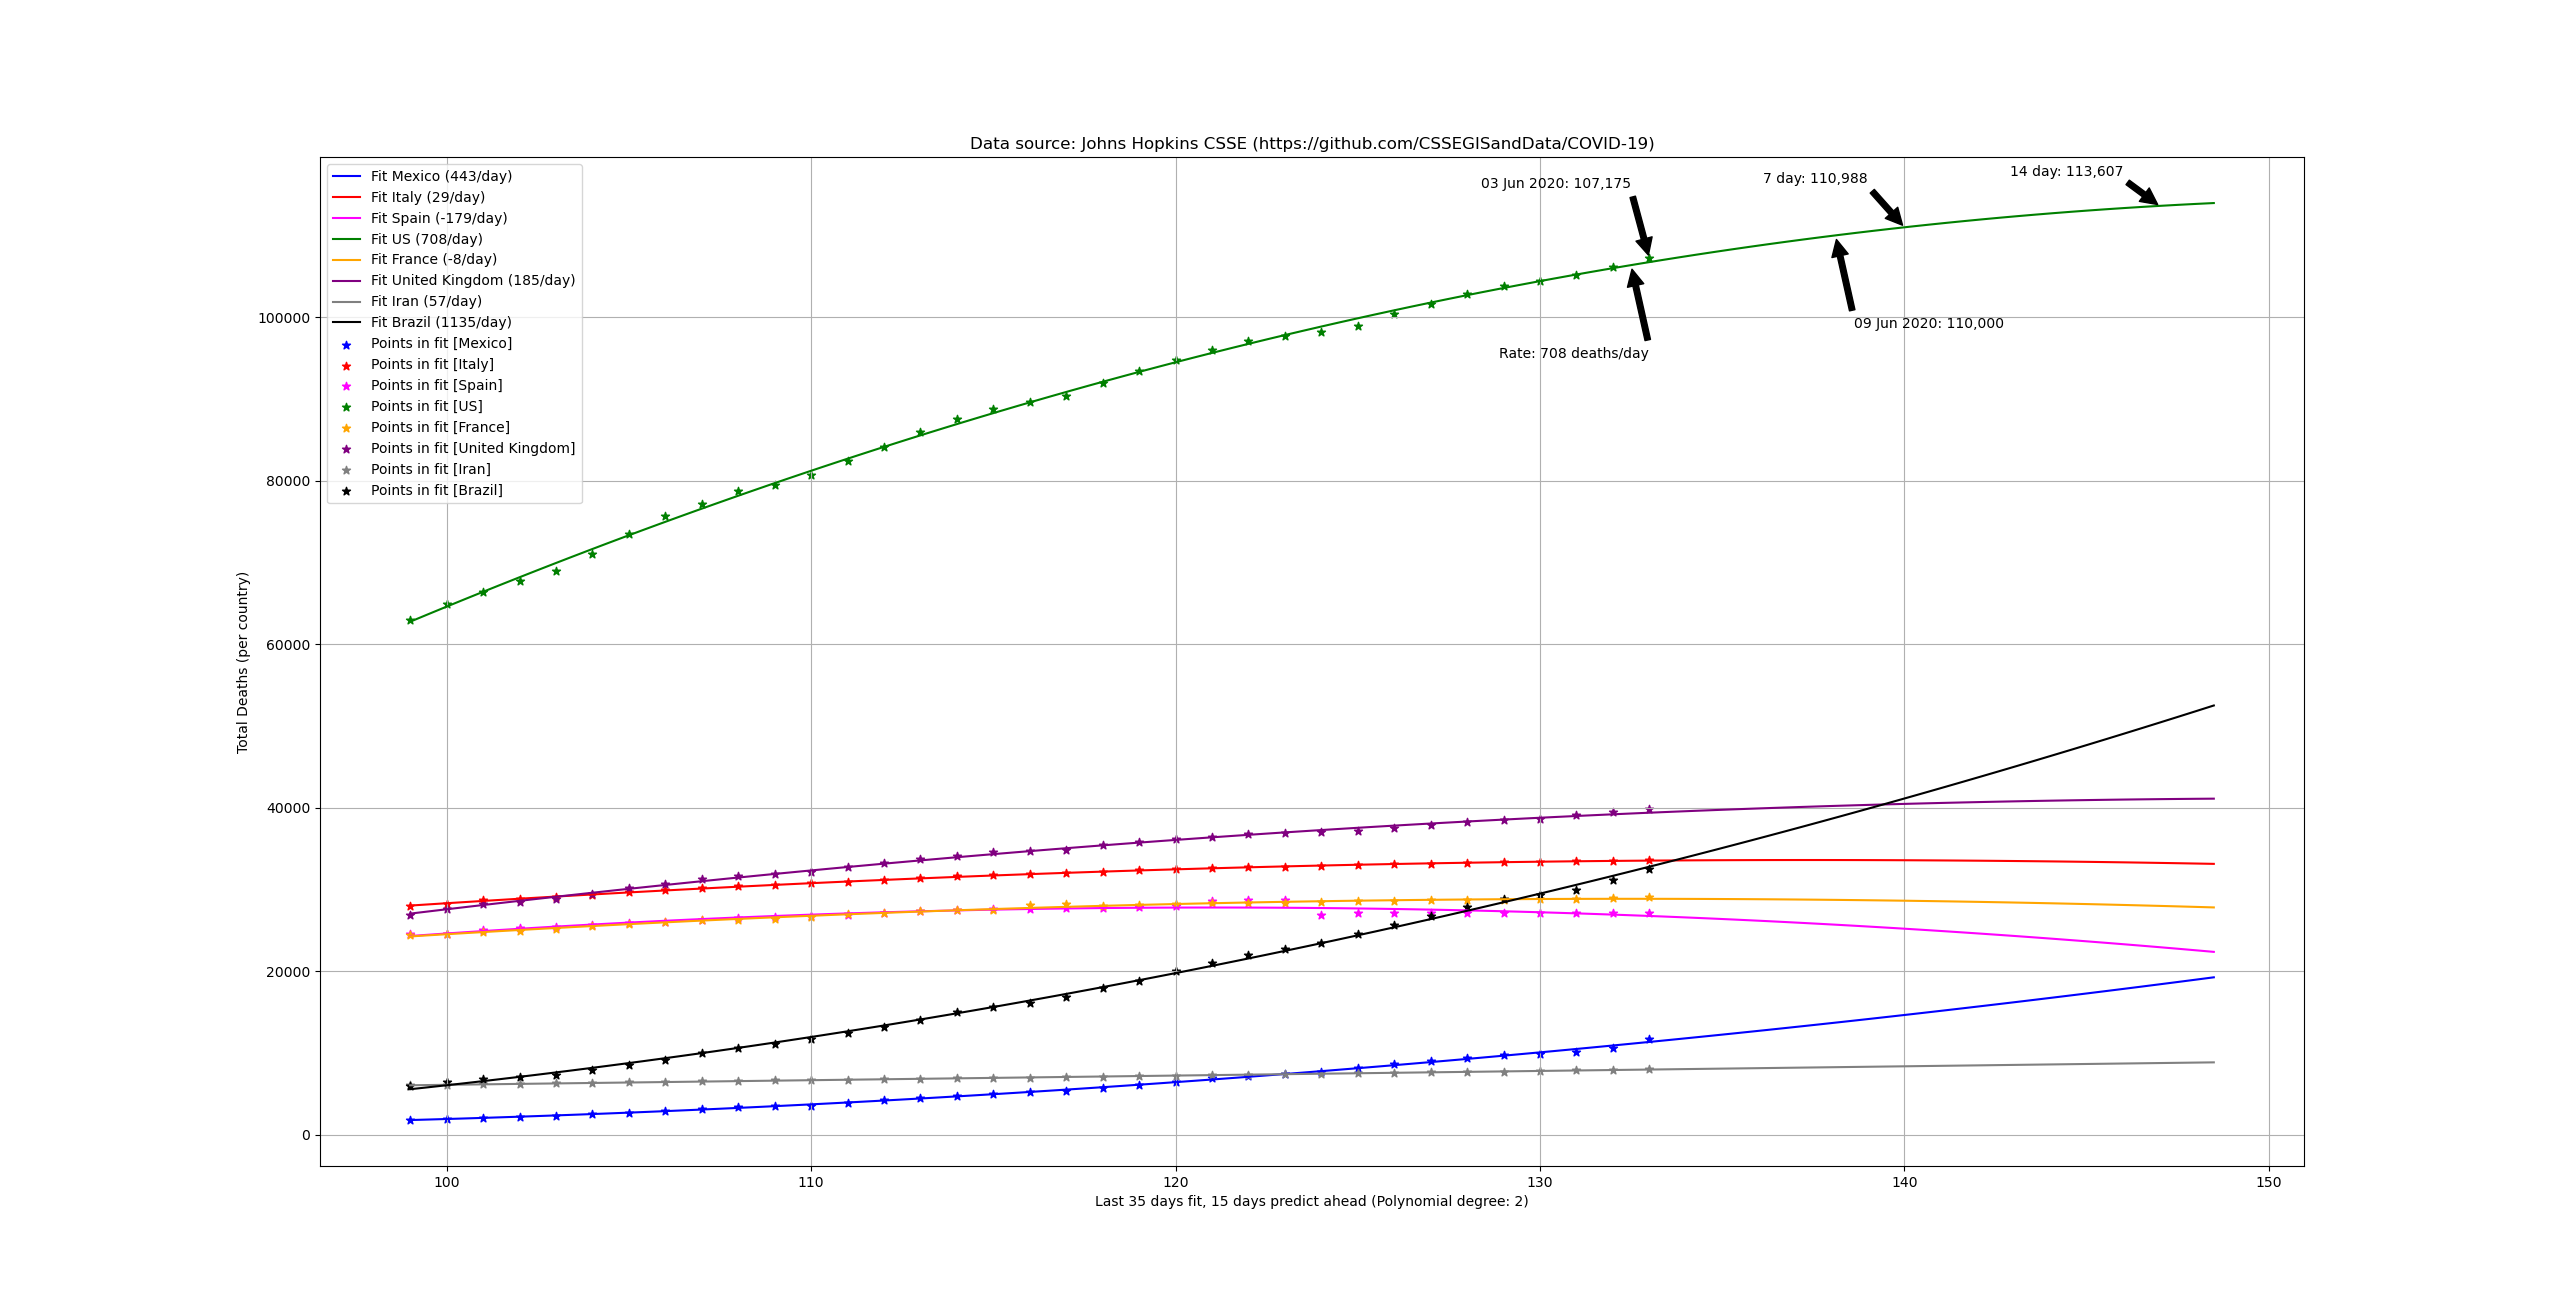 Data source: Johns Hopkins CSSE (https://github.com/CSSEGISandData/COVID-19)
Fit Mexico (443/day)
Fit Italy (29/day)
Fit Spain (-179/day)
Fit US (708/day)
Fit France (-8/day)
Fit United Kingdom (185/day)
Fit Iran (57/day)
Fit Brazil (1135/day)
Points in fit [Mexico]
Points in fit [Italy]
Points in fit [Spain]
Points in fit [US]
Points in fit [France]
Points in fit [United Kingdom]
Points in fit [Iran]
Points in fit [Brazil]
03 Jun 2020: 107,175
7 day: 110,988
14 day: 113,607
09 Jun 2020: 110,000
Rate: 708 deaths/day
Total Deaths (per country)
100000
80000
60000
40000
20000
0
100
110
120
130
140
150
Last 35 days fit, 15 days predict ahead (Polynomial degree: 2)